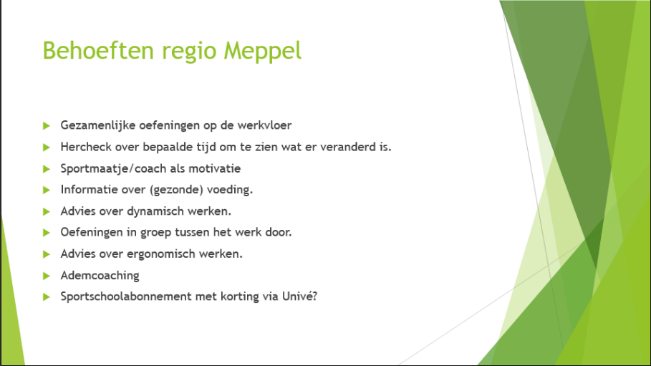 Behoeften regio Meppel
Gezamenlijke oefeningen op de werkvloer
Hercheck over bepaalde tijd om te zien wat er veranderd is.
Sportmaatje/coach als motivatie
Informatie over (gezonde) voeding.
Advies over dynamisch werken.
Oefeningen in groep tussen het werk door.
Advies over ergonomisch werken.
Ademcoaching
Sportschoolabonnement met korting via Univé?